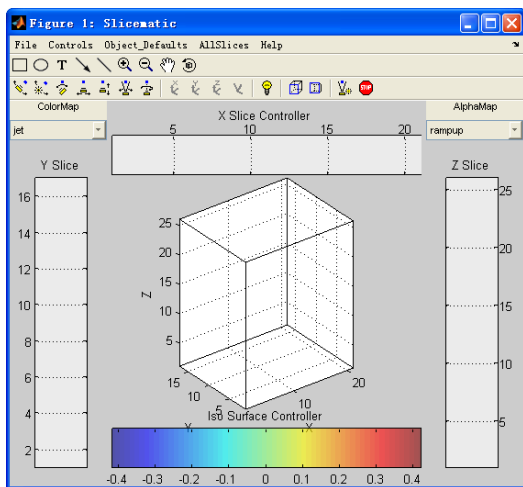 Figure 1: Slicematic
File Controls Object_Defaults AllSlices Help
T
x y z
STOP
ColorMap
jet
X Slice Controller
5 10 15 20
AlphaMap
rampup
Y Slice
16
14
12
10
8
6
4
2
Z Slice
25
20
15
10
5
Z
25
20
15
10
5
15
10
5
10
20
Iso Surface Controller
Y X
-0.4 -0.3 -0.2 -0.1 0 0.1 0.2 0.3 0.4